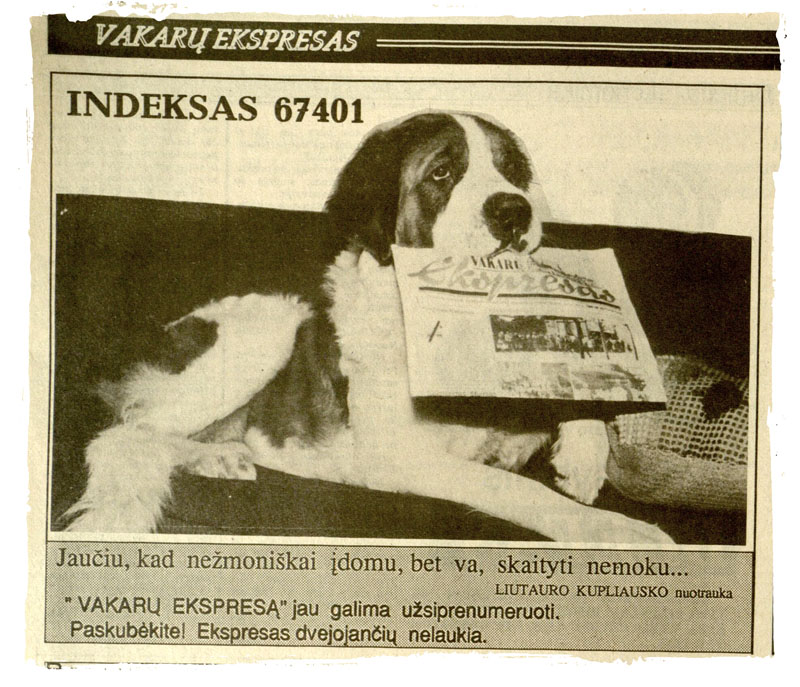 VAKARŲ EKSPRESAS
INDEKSAS 67401
VAKARŲ
ekspresas
Jaučiu, kad nežmoniškai įdomu, bet va, skaityti nemoku...
LIUTAURO KUPLIAUSKO nuotrauka
" VAKARŲ EKSPRESĄ" jau galima užsiprenumeruoti.
Paskubėkite! Ekspresas dvejojančių nelaukia.